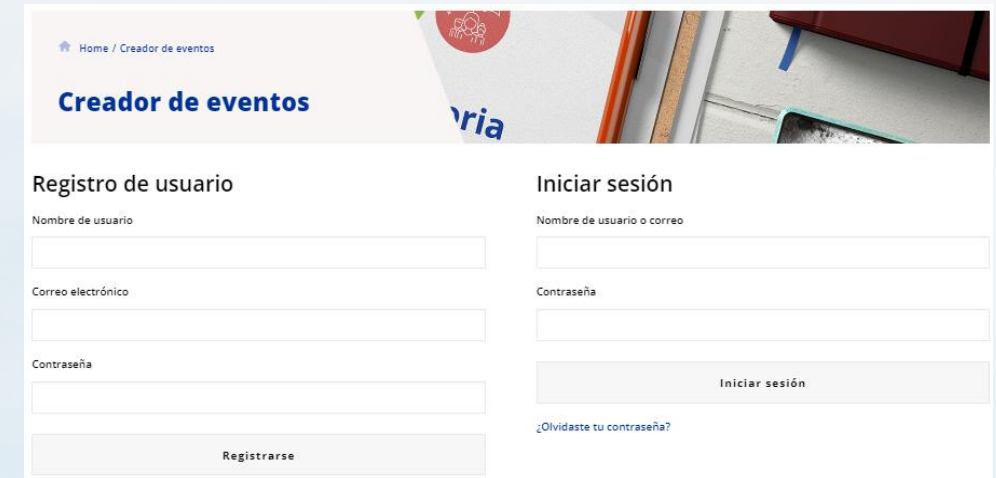 Home / Creador de eventos
Creador de eventos
oria
Registro de usuario
Nombre de usuario
Correo electrónico
Contraseña
Registrarse
Iniciar sesión
Nombre de usuario o correo
Contraseña
Iniciar sesión
¿Olvidaste tu contraseña?